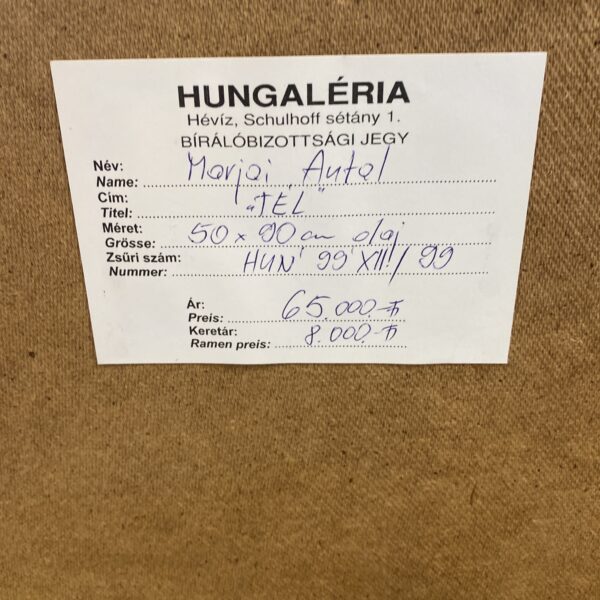 HUNGALÉRIA
Hévíz, Schulhoff sétány 1.
BÍRÁLÓBIZOTTSÁGI JEGY
Név:
Name: Marjai Antal
Cím:
Titel: „TÉL"
Méret:
Grösse: 50 × 90 cm olaj
Zsűri szám:
Nummer: HUN' 99' XII!/99
Ár:
Preis: 65.000.-Ft
Keretár:
Ramen preis: 8.000.-Ft